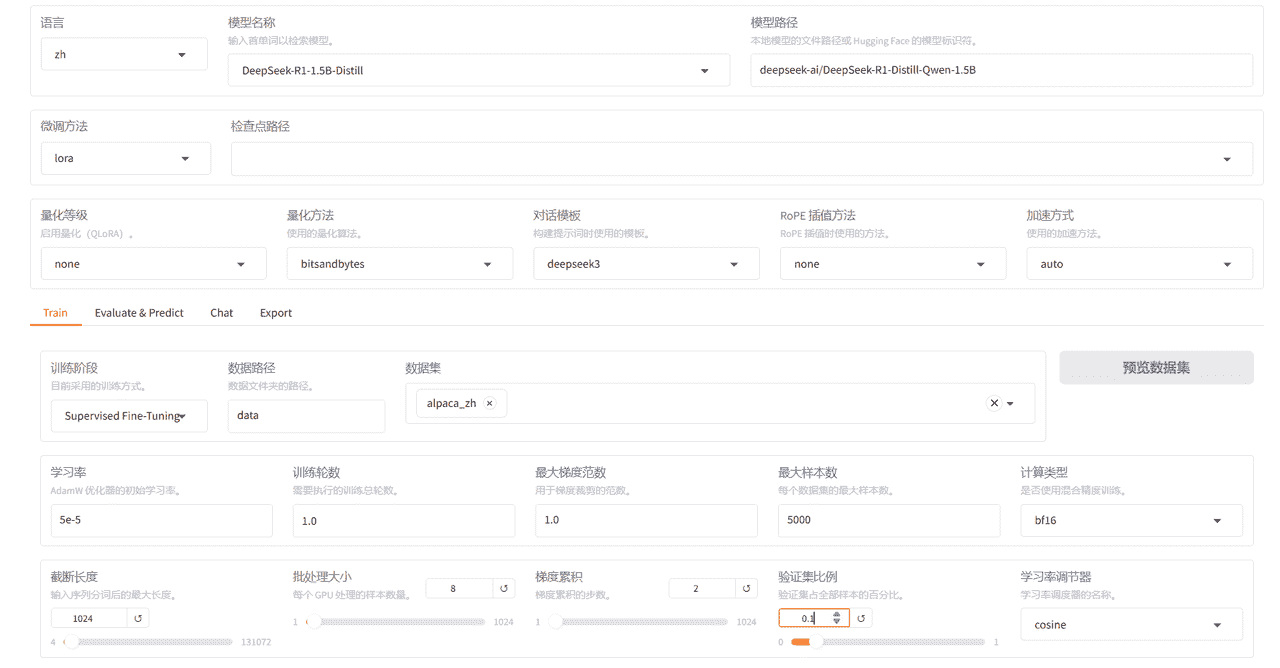 语言
模型名称
模型路径
输入首单词以检索模型。
本地模型的文件路径或 Hugging Face 的模型标识符。
zh
DeepSeek-R1-1.5B-Distill
deepseek-ai/DeepSeek-R1-Distill-Qwen-1.5B
微调方法
检查点路径
lora
量化等级
量化方法
对话模板
RoPE 插值方法
加速方式
启用量化（QLoRA）。
使用的量化算法。
构建提示词时使用的模板。
RoPE 插值时使用的方法。
使用的加速方法。
none
bitsandbytes
deepseek3
none
auto
Train
Evaluate & Predict
Chat
Export
训练阶段
数据路径
数据集
预览数据集
目前采用的训练方式。
数据文件夹的路径。
Supervised Fine-Tuning
data
alpaca_zh
学习率
训练轮数
最大梯度范数
最大样本数
计算类型
AdamW 优化器的初始学习率。
需要执行的训练总轮数。
用于梯度裁剪的范数。
每个数据集的最大样本数。
是否使用混合精度训练。
5e-5
1.0
1.0
5000
bf16
截断长度
批处理大小
梯度累积
验证集比例
学习率调节器
输入序列分词后的最大长度。
每个 GPU 处理的样本数量。
8
梯度累积的步数。
2
验证集占全部样本的百分比。
学习率调度器的名称。
1024
1
1024
1
1024
0.1
cosine
4
131072
0
1